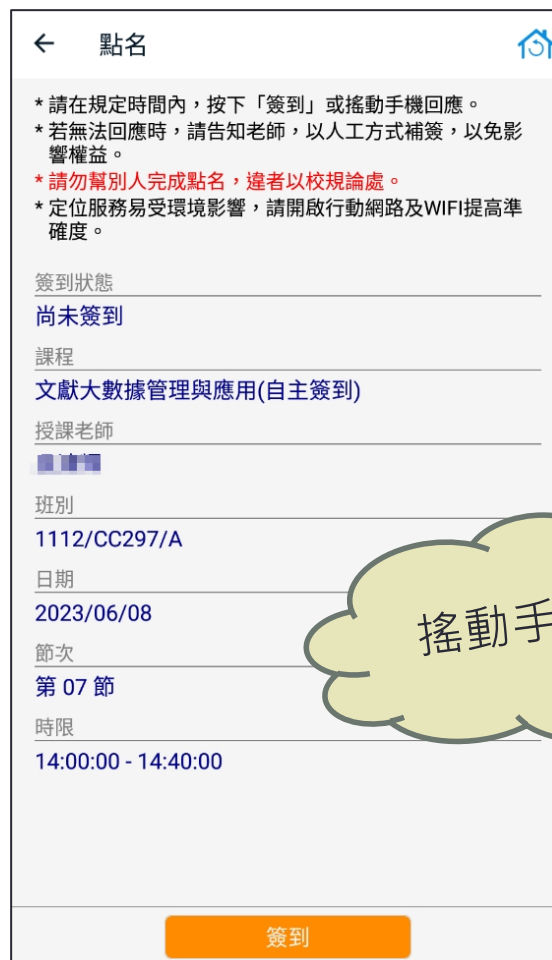 點名
* 請在規定時間內，按下「簽到」或搖動手機回應。
* 若無法回應時，請告知老師，以人工方式補簽，以免影
響權益。
* 請勿幫別人完成點名，違者以校規論處。
* 定位服務易受環境影響，請開啟行動網路及WIFI提高準
確度。
簽到狀態
尚未簽到
課程
文獻大數據管理與應用(自主簽到)
授課老師
班別
1112/CC297/A
日期
2023/06/08
搖動手
節次
第 07 節
時限
14:00:00 - 14:40:00
簽到